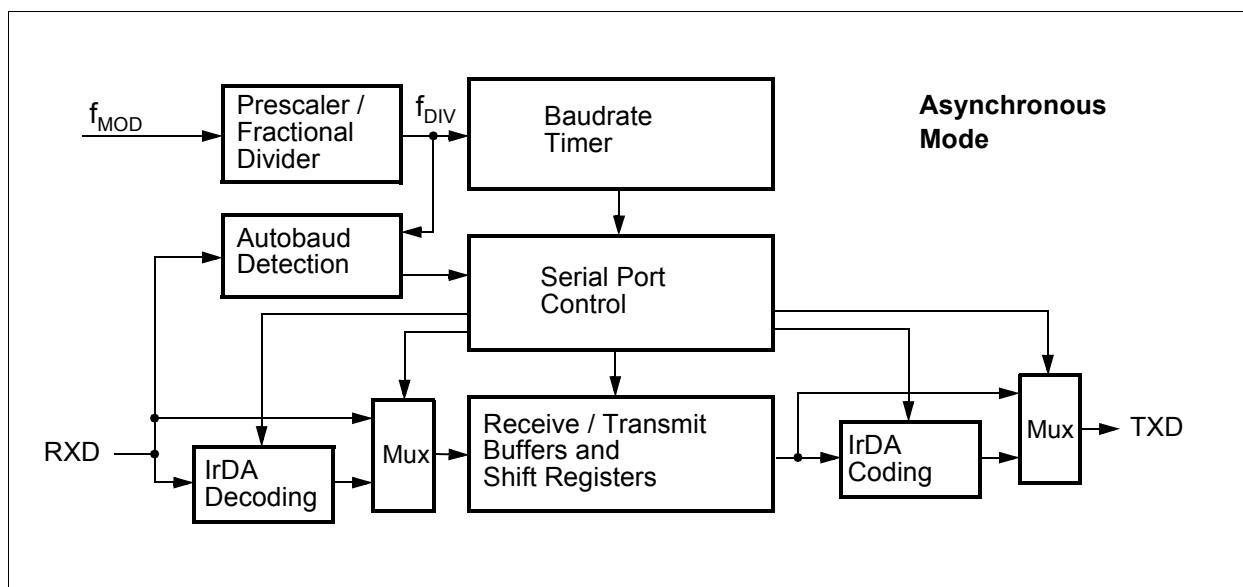 f_MOD
Prescaler /
Fractional
Divider
f_DIV
Baudrate
Timer
Asynchronous
Mode
Autobaud
Detection
Serial Port
Control
RXD
IrDA
Decoding
Mux
Receive / Transmit
Buffers and
Shift Registers
IrDA
Coding
Mux
TXD